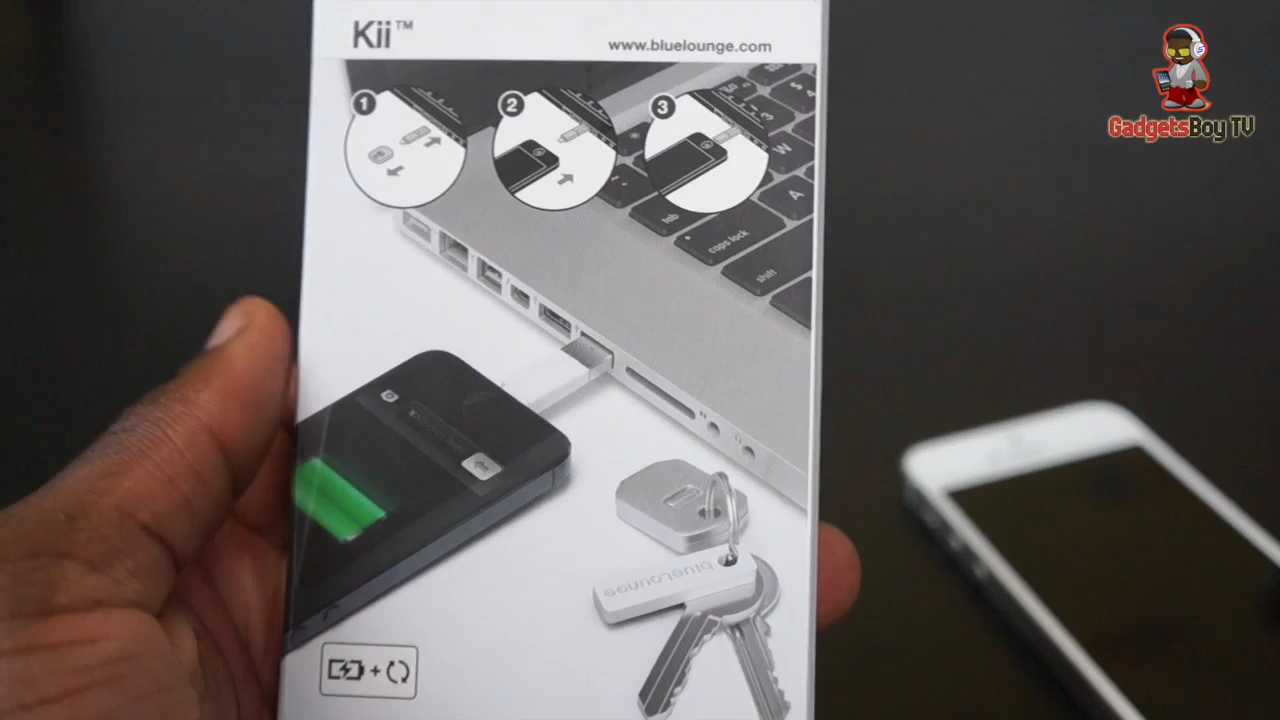 Kii™
www.bluelounge.com
GadgetsBoy TV
1
2
3
W
A
tab
caps lock
shift
bluelounge